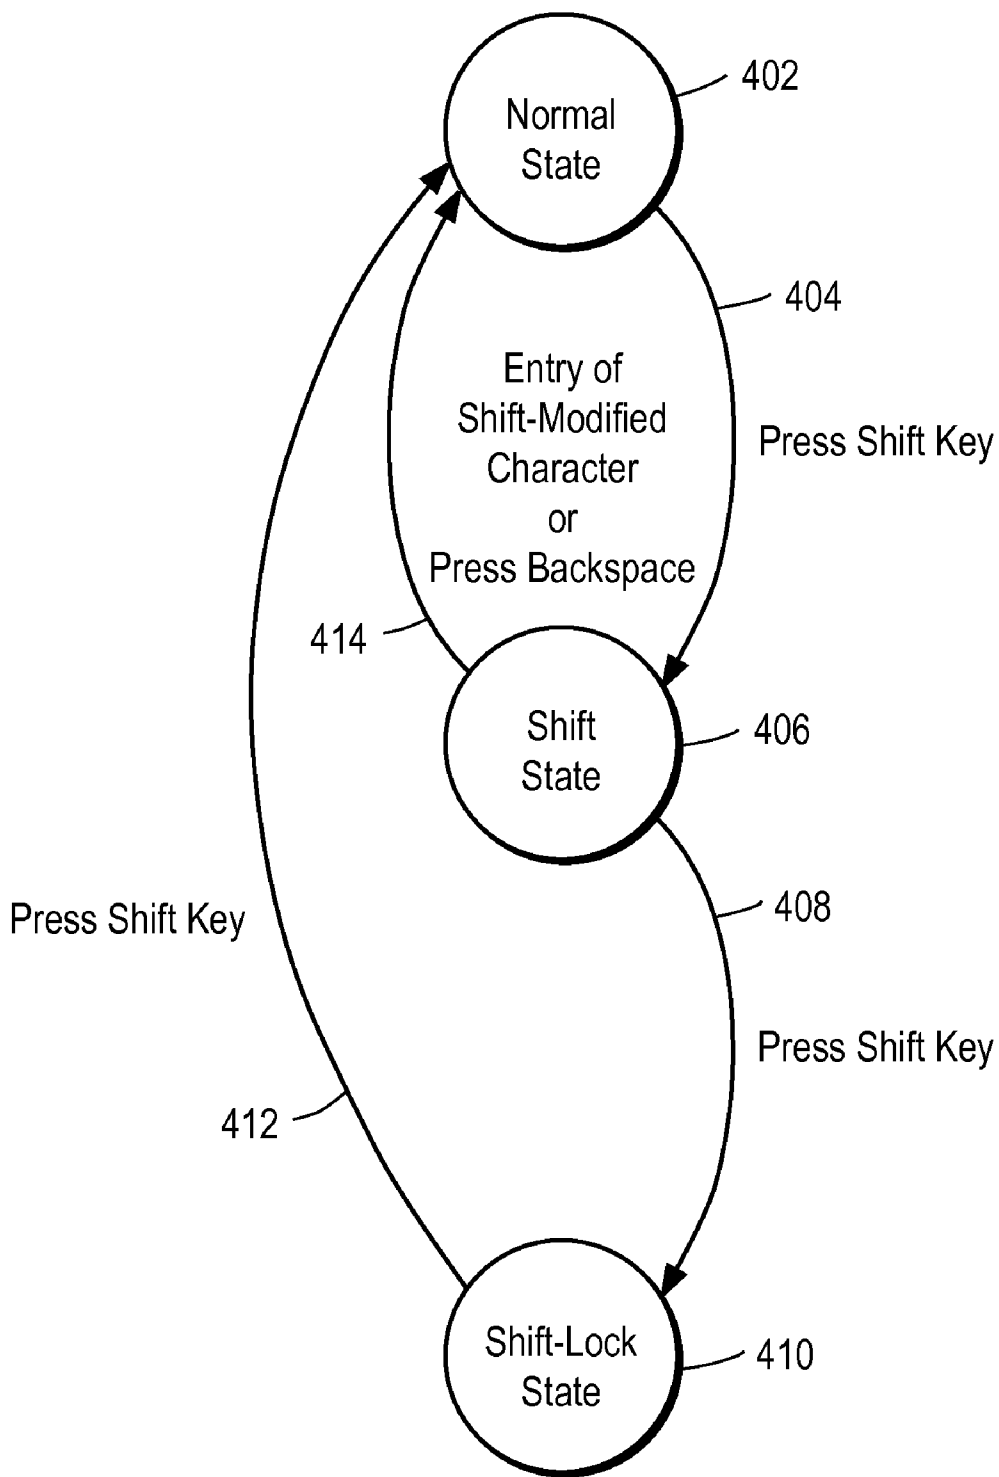 402
Normal
State
404
Entry of
Shift-Modified
Character
or
Press Backspace
Press Shift Key
414
Shift
State
406
408
Press Shift Key
Press Shift Key
412
Shift-Lock
State
410